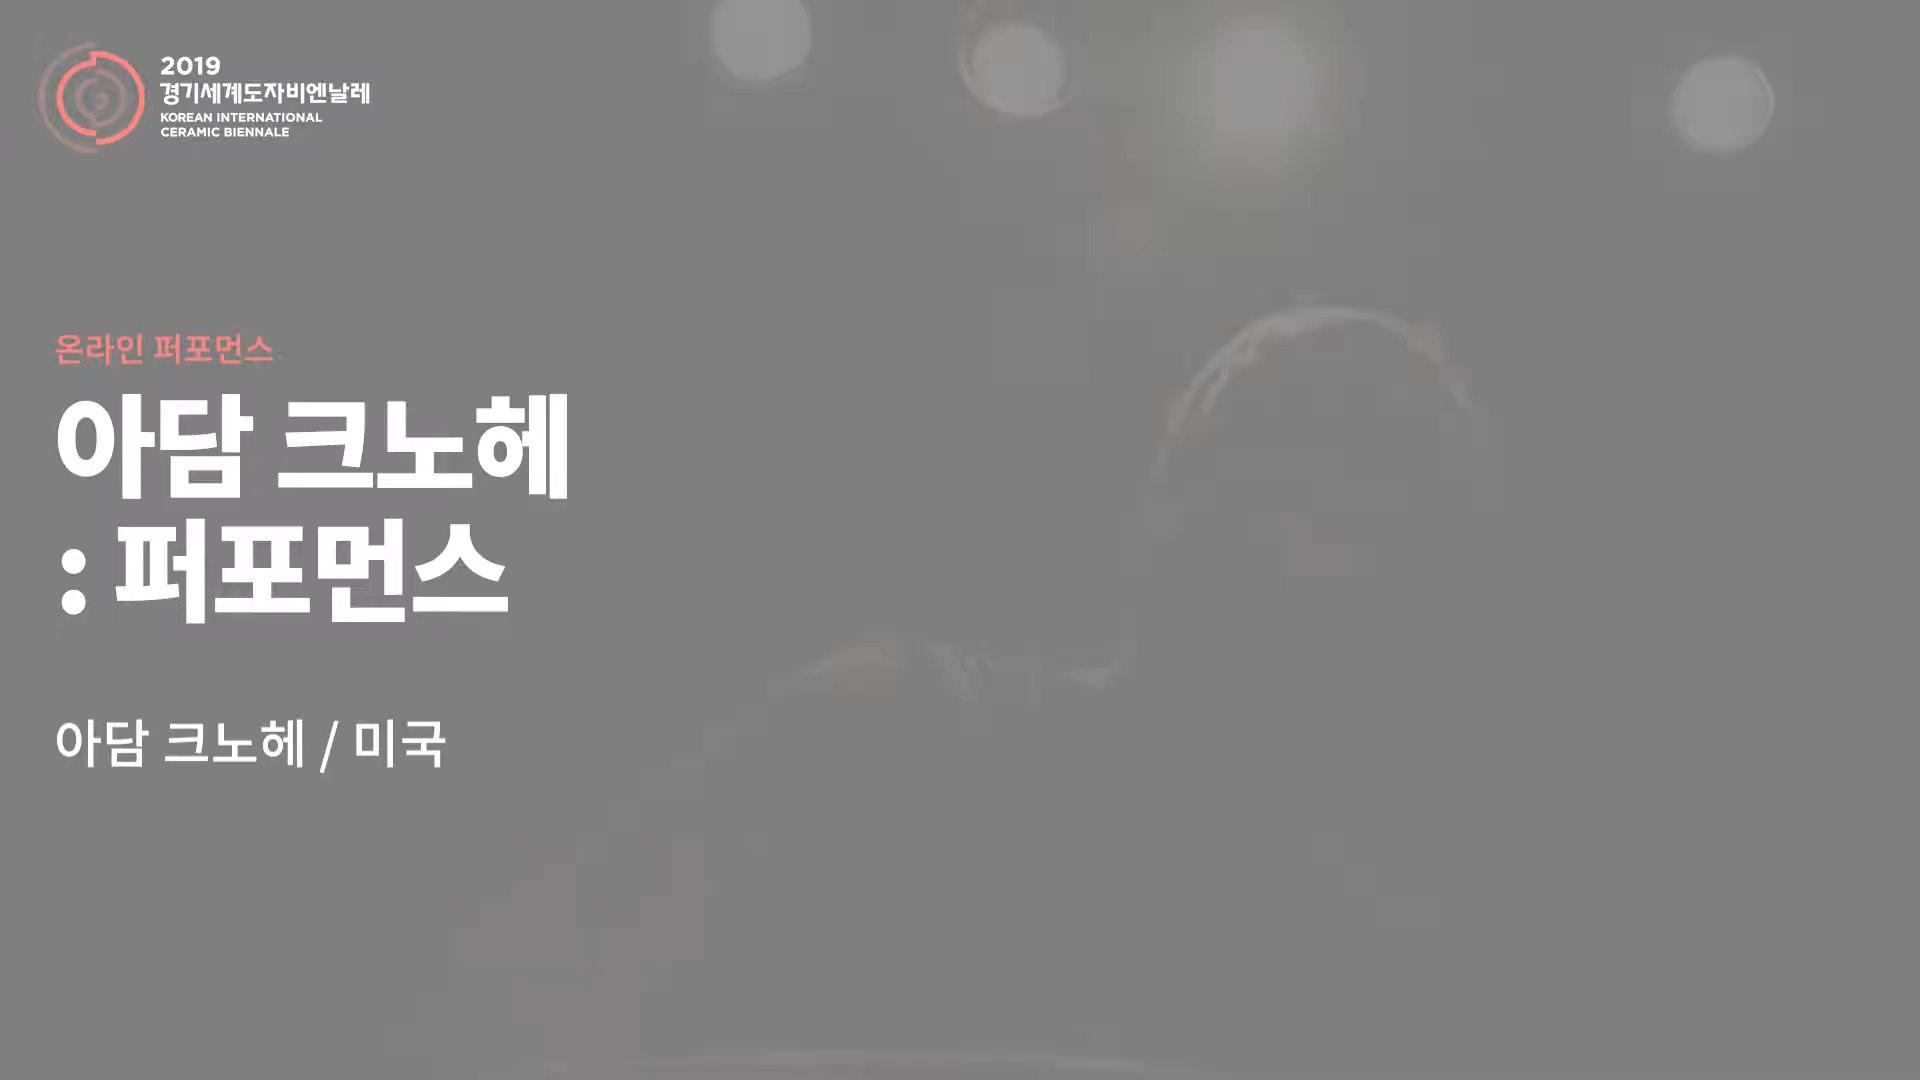 2019
경기세계도자비엔날레
KOREAN INTERNATIONAL
CERAMIC BIENNALE
온라인 퍼포먼스
아담 크노헤
: 퍼포먼스
아담 크노헤 / 미국